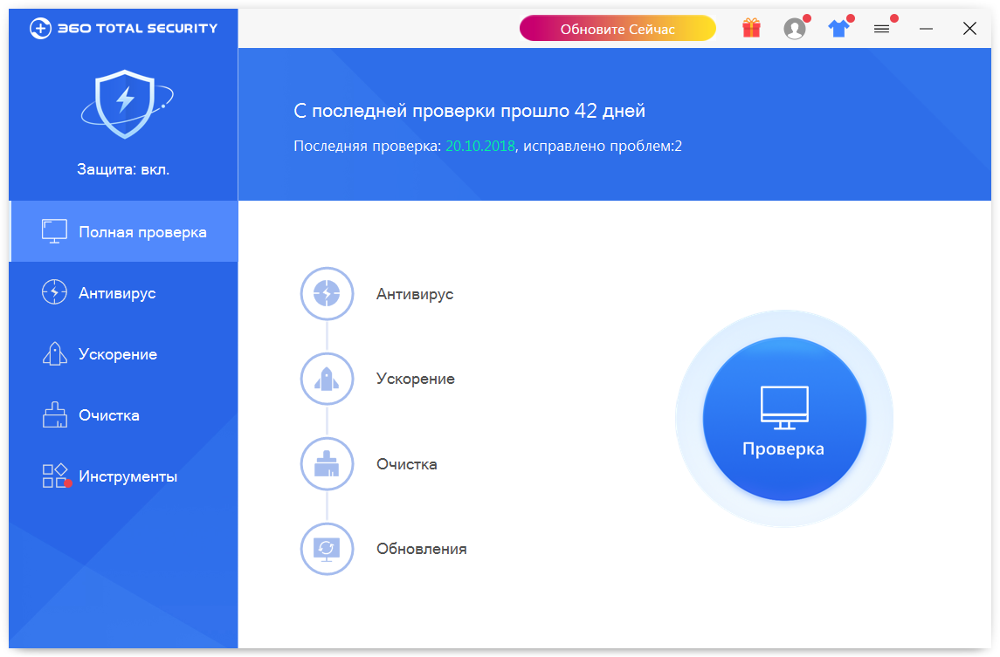 360 TOTAL SECURITY
Обновите Сейчас
С последней проверки прошло 42 дней
Последняя проверка: 20.10.2018, исправлено проблем:2
Защита: вкл.
Полная проверка
Антивирус
Ускорение
Очистка
Инструменты
Антивирус
Ускорение
Очистка
Обновления
Проверка